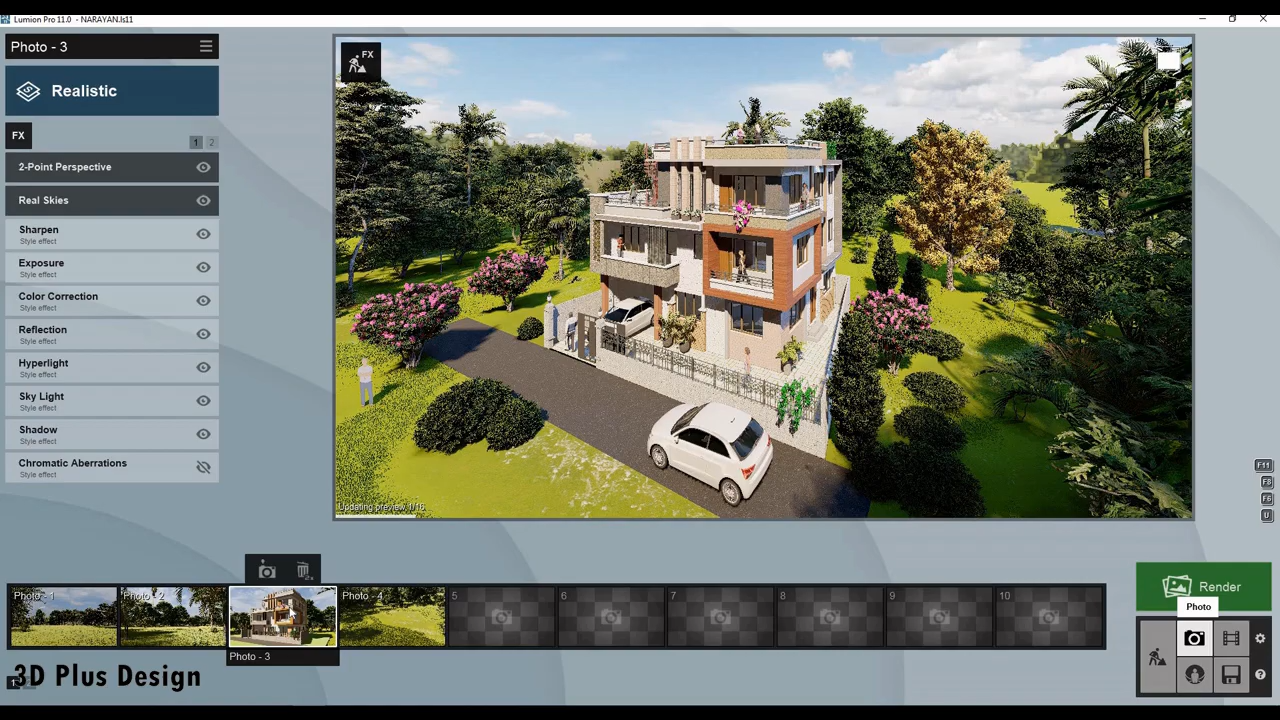 Lumion Pro 11.0 - NARAYAN.ls11
Photo - 3
Realistic
FX
1 2
2-Point Perspective
Real Skies
Sharpen
Style effect
Exposure
Style effect
Color Correction
Style effect
Reflection
Style effect
Hyperlight
Style effect
Sky Light
Style effect
Shadow
Style effect
Chromatic Aberrations
Style effect
FX
Updating preview 1/16
F11
F8
F6
U
Photo - 1
Photo - 2
Photo - 4
5
6
7
8
9
10
Photo - 3
Render
Photo
3D Plus Design